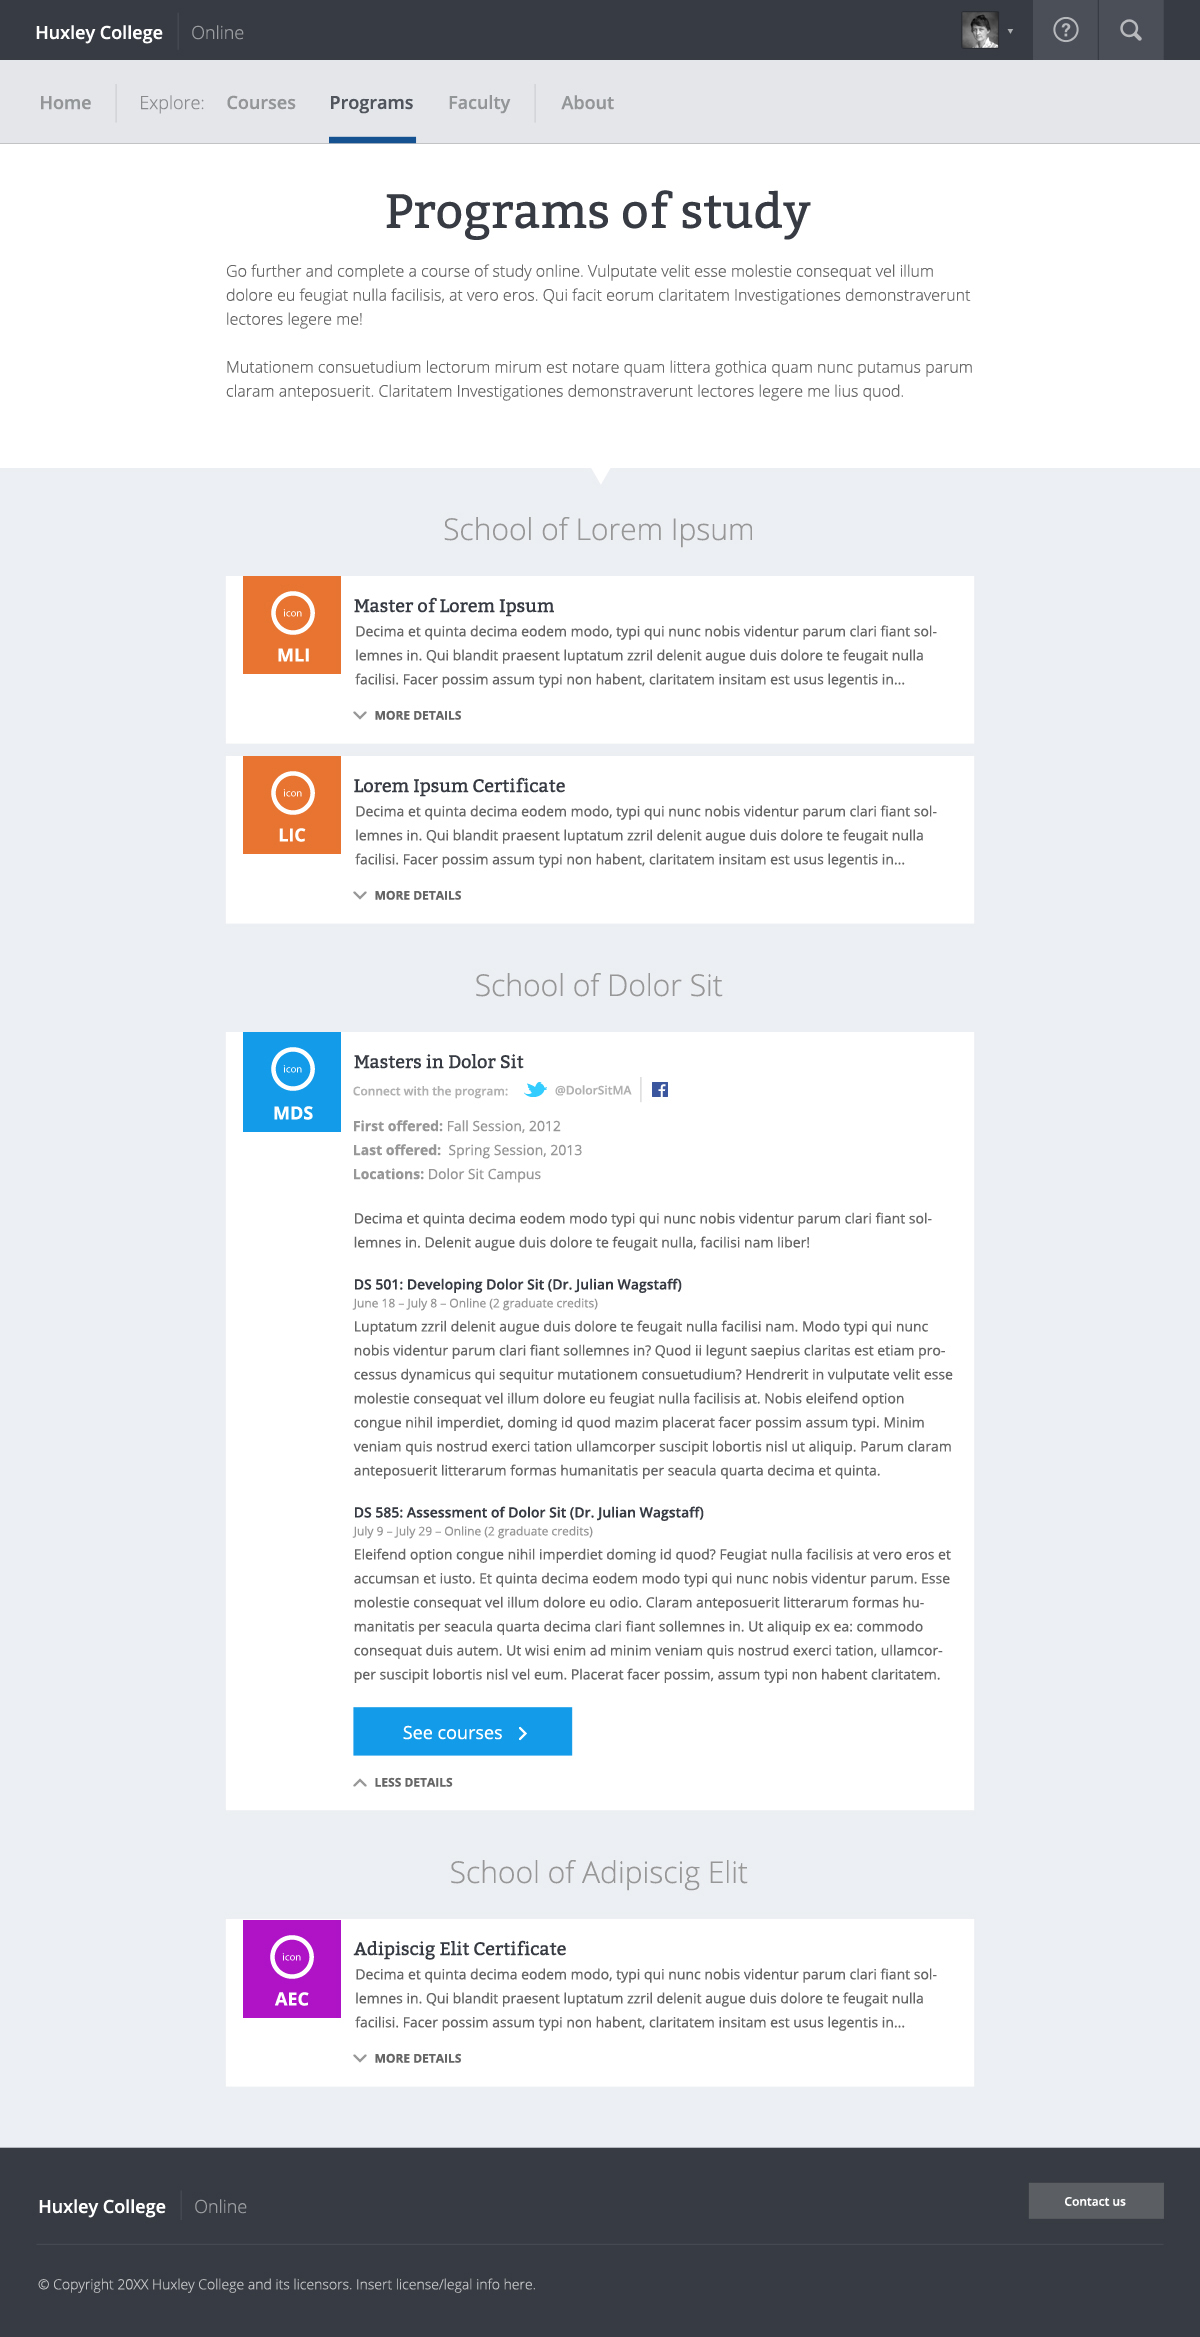 Huxley College Online
Home Explore: Courses Programs Faculty About
Programs of study
Go further and complete a course of study online. Vulputate velit esse molestie consequat vel illum
dolore eu feugiat nulla facilisis, at vero eros. Qui facit eorum claritatem Investigationes demonstraverunt
lectores legere me!
Mutationem consuetudium lectorum mirum est notare quam littera gothica quam nunc putamus parum
claram anteposuerit. Claritatem Investigationes demonstraverunt lectores legere me lius quod.
School of Lorem Ipsum
icon
MLI
Master of Lorem Ipsum
Decima et quinta decima eodem modo, typi qui nunc nobis videntur parum clari fiant sol-
lemnes in. Qui blandit praesent luptatum zzril delenit augue duis dolore te feugait nulla
facilisi. Facer possim assum typi non habent, claritatem insitam est usus legentis in...
MORE DETAILS
icon
LIC
Lorem Ipsum Certificate
Decima et quinta decima eodem modo, typi qui nunc nobis videntur parum clari fiant sol-
lemnes in. Qui blandit praesent luptatum zzril delenit augue duis dolore te feugait nulla
facilisi. Facer possim assum typi non habent, claritatem insitam est usus legentis in...
MORE DETAILS
School of Dolor Sit
icon
MDS
Masters in Dolor Sit
Connect with the program: @DolorSitMA
First offered: Fall Session, 2012
Last offered: Spring Session, 2013
Locations: Dolor Sit Campus
Decima et quinta decima eodem modo typi qui nunc nobis videntur parum clari fiant sol-
lemnes in. Delenit augue duis dolore te feugait nulla, facilisi nam liber!
DS 501: Developing Dolor Sit (Dr. Julian Wagstaff)
June 18 – July 8 – Online (2 graduate credits)
Luptatum zzril delenit augue duis dolore te feugait nulla facilisi nam. Modo typi qui nunc
nobis videntur parum clari fiant sollemnes in? Quod ii legunt saepius claritas est etiam pro-
cessus dynamicus qui sequitur mutationem consuetudium? Hendrerit in vulputate velit esse
molestie consequat vel illum dolore eu feugiat nulla facilisis at. Nobis eleifend option
congue nihil imperdiet, doming id quod mazim placerat facer possim assum typi. Minim
veniam quis nostrud exerci tation ullamcorper suscipit lobortis nisl ut aliquip. Parum claram
anteposuerit litterarum formas humanitatis per seacula quarta decima et quinta.
DS 585: Assessment of Dolor Sit (Dr. Julian Wagstaff)
July 9 – July 29 – Online (2 graduate credits)
Eleifend option congue nihil imperdiet doming id quod? Feugiat nulla facilisis at vero eros et
accumsan et iusto. Et quinta decima eodem modo typi qui nunc nobis videntur parum. Esse
molestie consequat vel illum dolore eu odio. Claram anteposuerit litterarum formas hu-
manitatis per seacula quarta decima clari fiant sollemnes in. Ut aliquip ex ea: commodo
consequat duis autem. Ut wisi enim ad minim veniam quis nostrud exerci tation, ullamcor-
per suscipit lobortis nisl vel eum. Placerat facer possim, assum typi non habent claritatem.
See courses
LESS DETAILS
School of Adipiscig Elit
icon
AEC
Adipiscig Elit Certificate
Decima et quinta decima eodem modo, typi qui nunc nobis videntur parum clari fiant sol-
lemnes in. Qui blandit praesent luptatum zzril delenit augue duis dolore te feugait nulla
facilisi. Facer possim assum typi non habent, claritatem insitam est usus legentis in...
MORE DETAILS
Huxley College Online
Contact us
© Copyright 20XX Huxley College and its licensors. Insert license/legal info here.